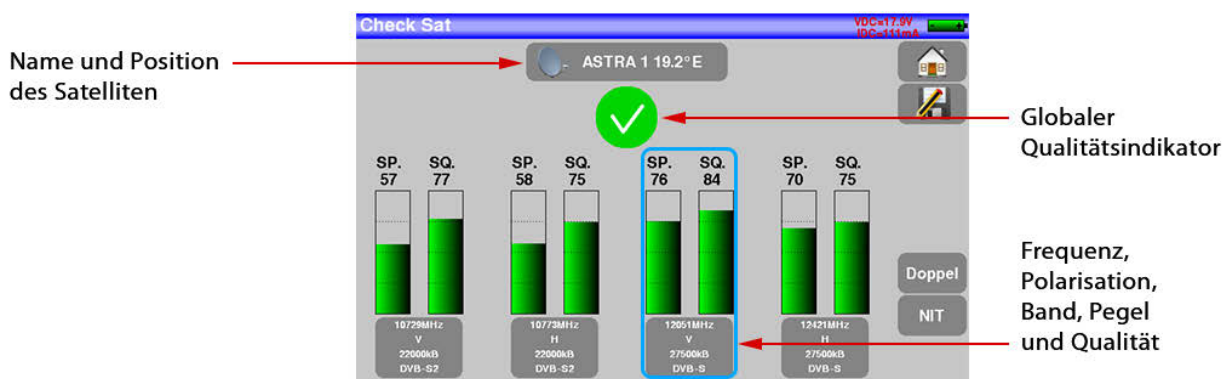 Check Sat
VDC=17.9V
IDC=111mA
Name und Position
des Satelliten
ASTRA 1 19.2°E
Globaler
Qualitätsindikator
SP. SQ. SP. SQ. SP. SQ. SP. SQ.
57 77 58 75 76 84 70 75
Frequenz,
Polarisation,
Band, Pegel
und Qualität
Doppel
NIT
10729MHz 10773MHz 12051MHz 12421MHz
V H V H
22000kB 22000kB 27500kB 27500kB
DVB-S2 DVB-S2 DVB-S DVB-S